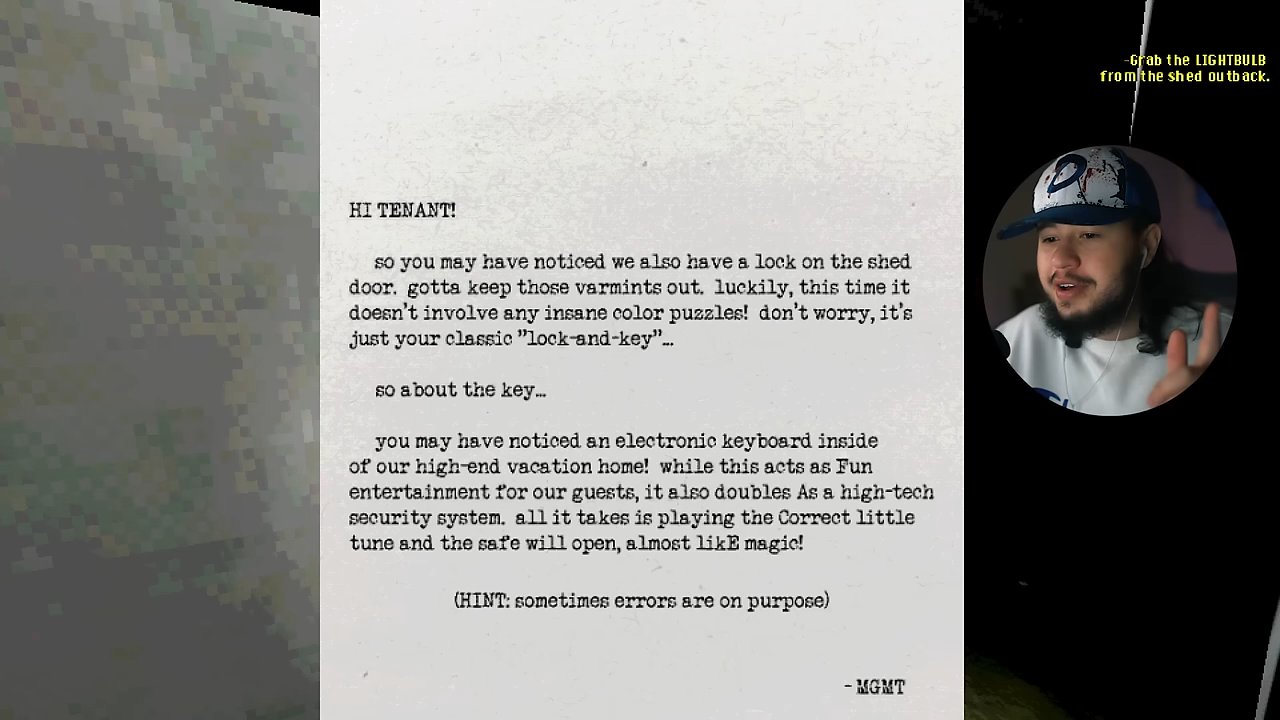 HI TENANT!
so you may have noticed we also have a lock on the shed
door. gotta keep those varmints out. luckily, this time it
doesn't involve any insane color puzzles! don't worry, it's
just your classic "lock-and-key"...
so about the key...
you may have noticed an electronic keyboard inside
of our high-end vacation home! while this acts as Fun
entertainment for our guests, it also doubles As a high-tech
security system. all it takes is playing the Correct little
tune and the safe will open, almost likE magic!
(HINT: sometimes errors are on purpose)
- MGMT
-Grab the LIGHTBULB
from the shed outback.